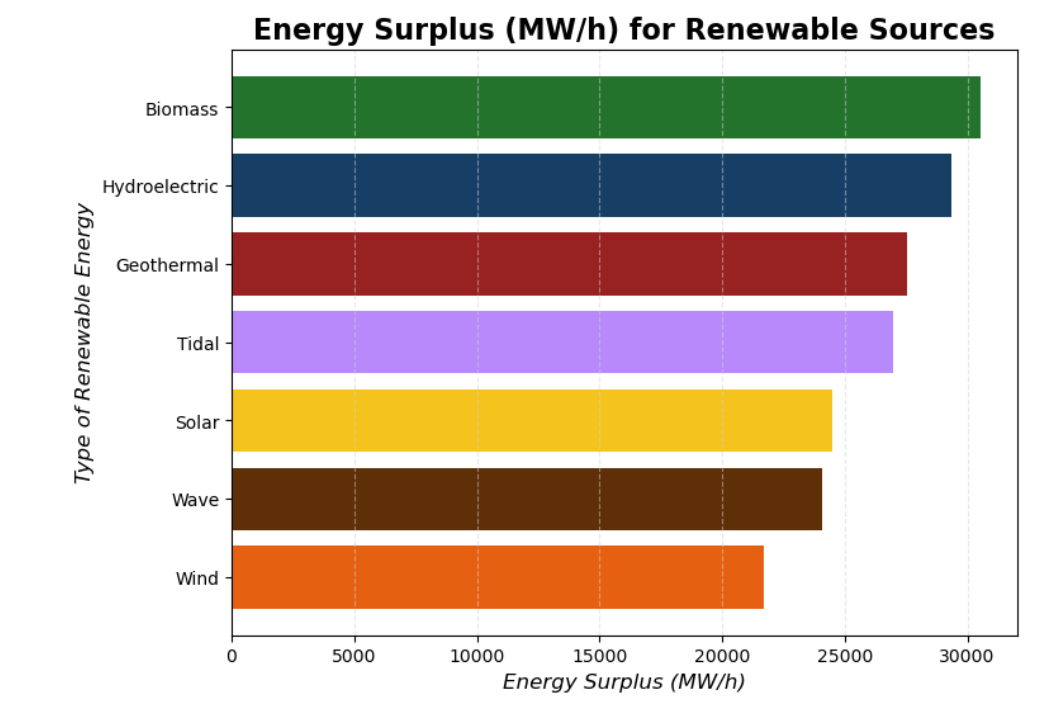 Energy Surplus (MW/h) for Renewable Sources
Type of Renewable Energy
Biomass
Hydroelectric
Geothermal
Tidal
Solar
Wave
Wind
0 5000 10000 15000 20000 25000 30000
Energy Surplus (MW/h)